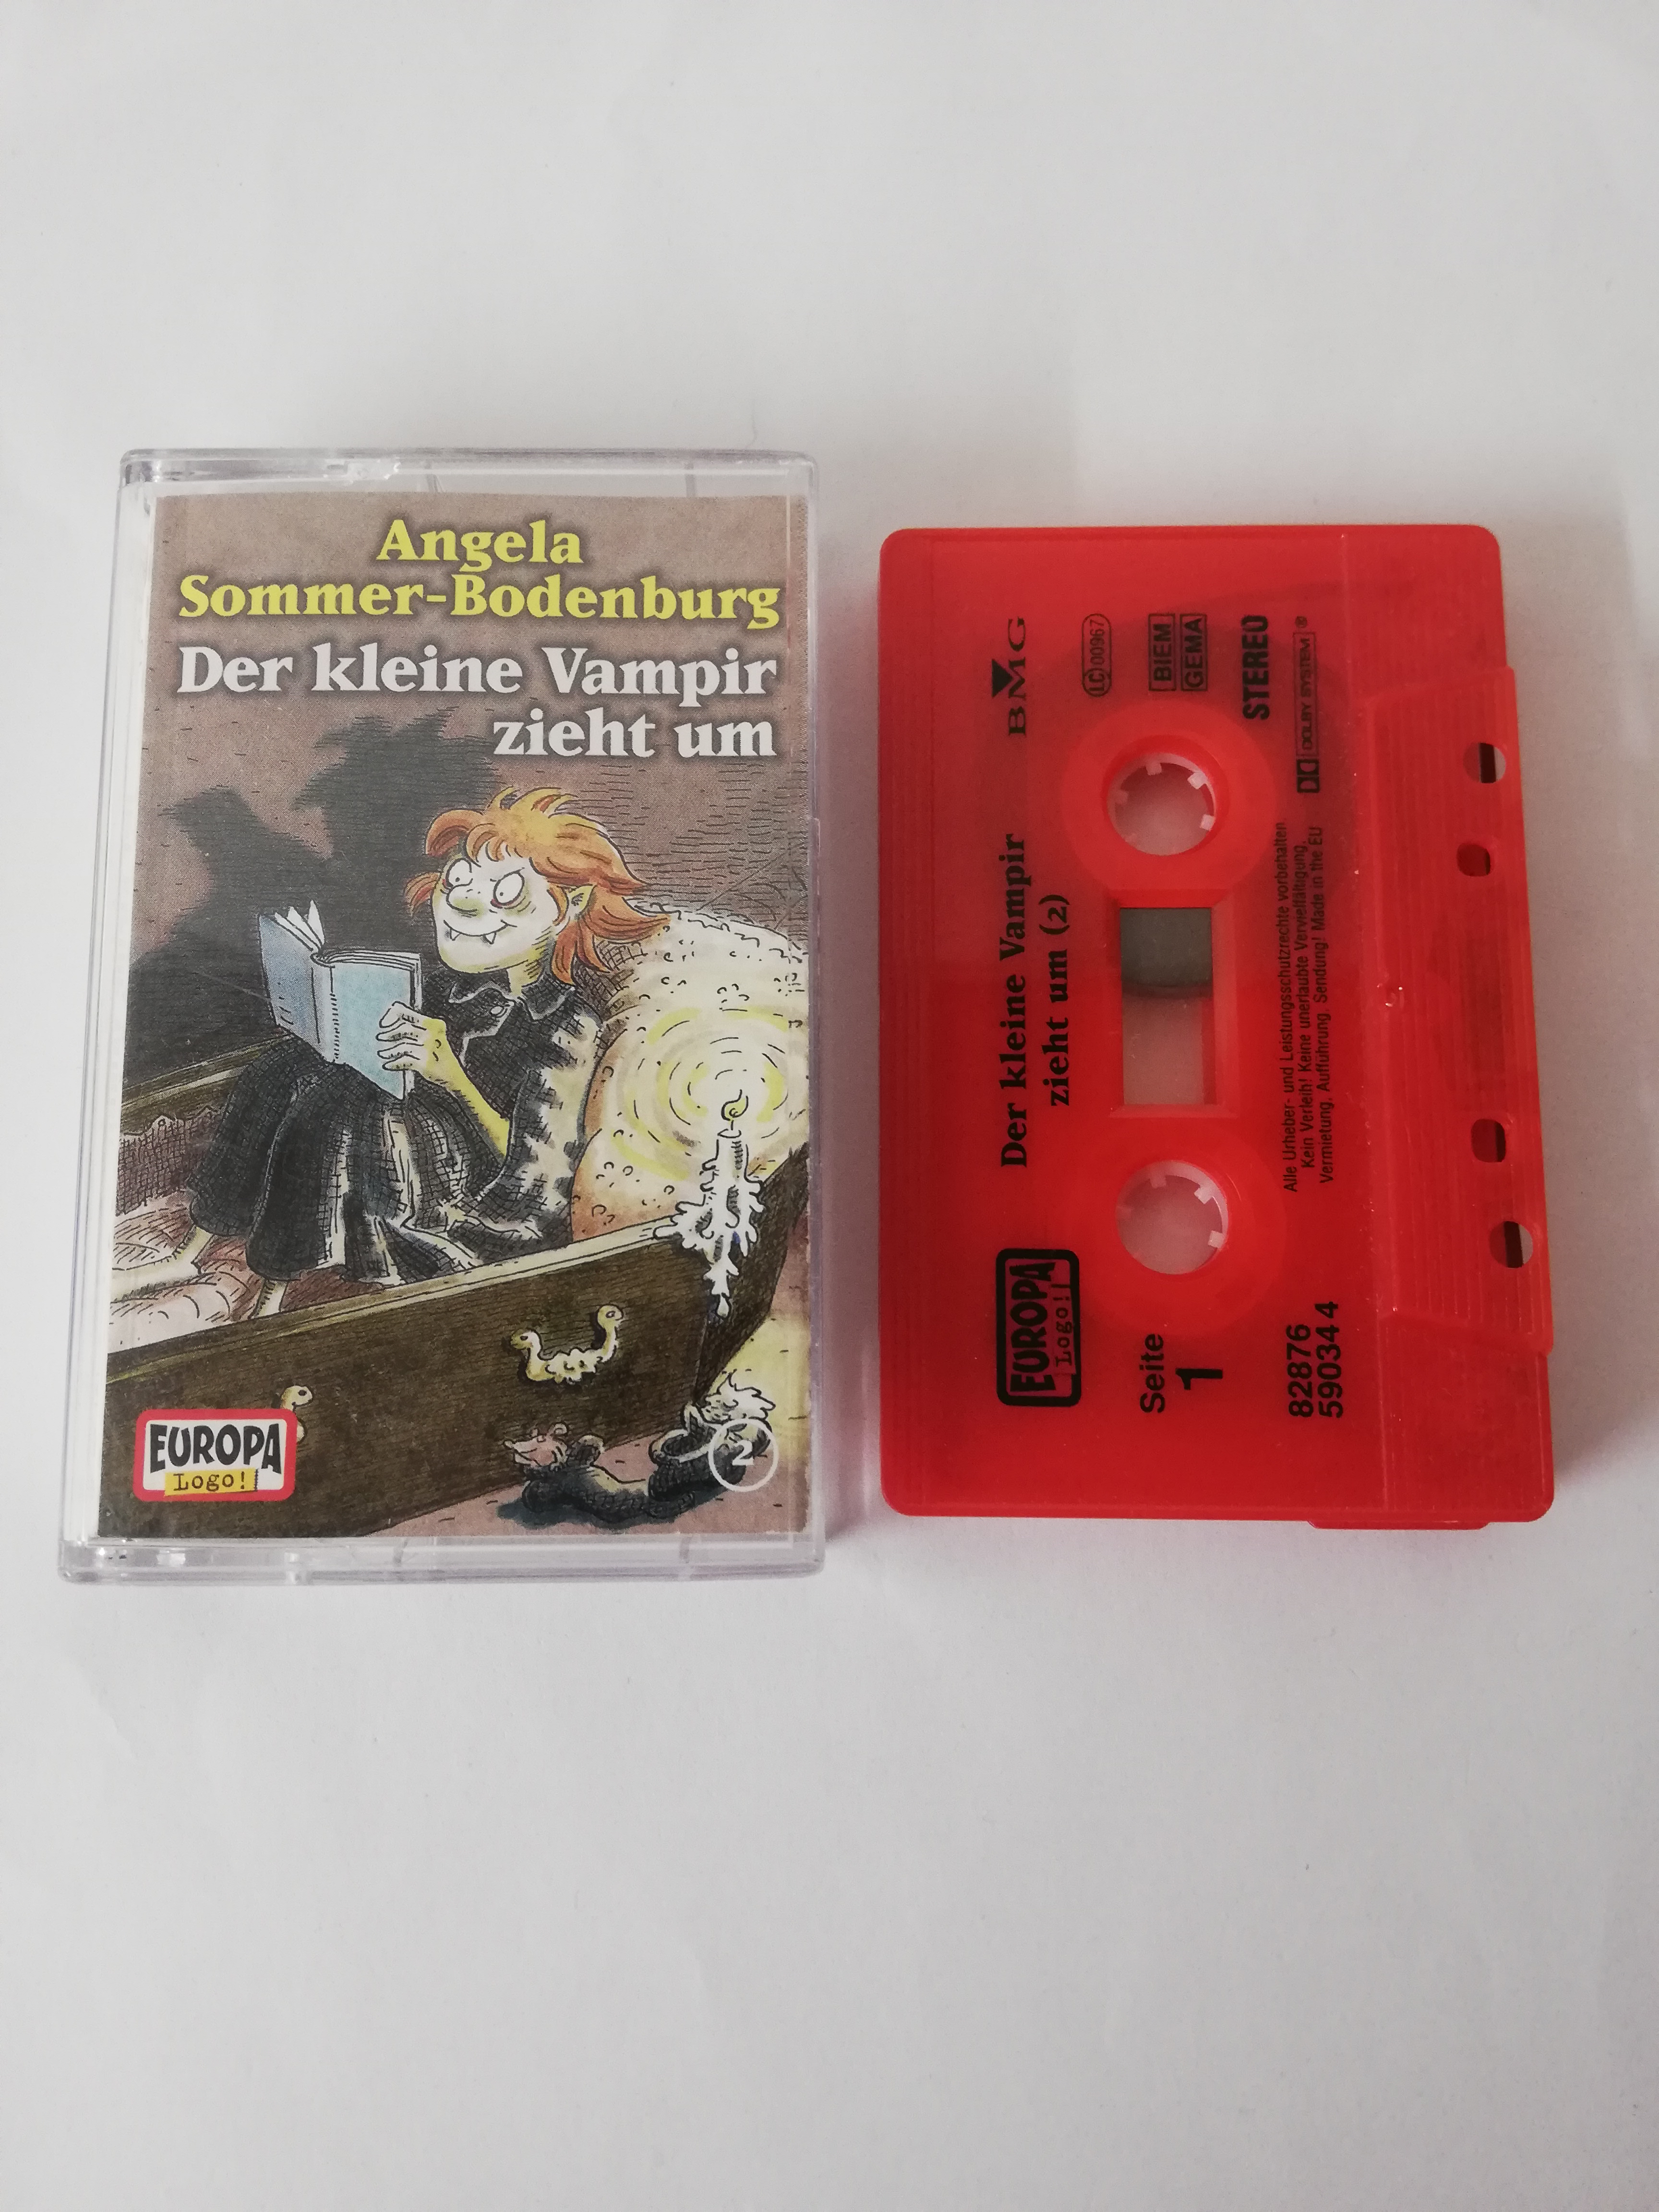 Angela
Sommer-Bodenburg
Der kleine Vampir
zieht um
EUROPA
Logo!
2
BMG
LC 00967
BIEM
GEMA
STEREO
DOLBY SYSTEM ®
Der kleine Vampir
zieht um (2)
Alle Urheber- und Leistungsschutzrechte vorbehalten.
Kein Verleih! Keine unerlaubte Vervielfältigung,
Vermietung, Aufführung, Sendung! Made in the EU
EUROPA
Logo!
Seite
1
82876
59034 4